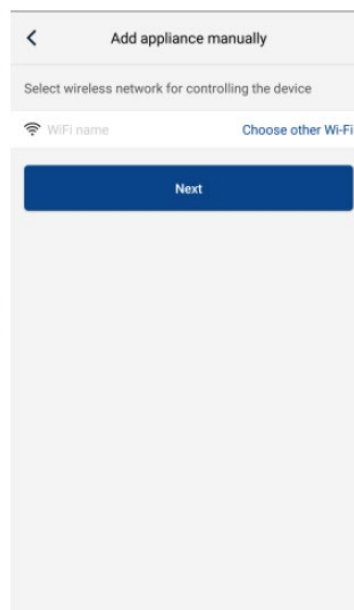 Add appliance manually
Select wireless network for controlling the device
WiFi name Choose other Wi-Fi
Next